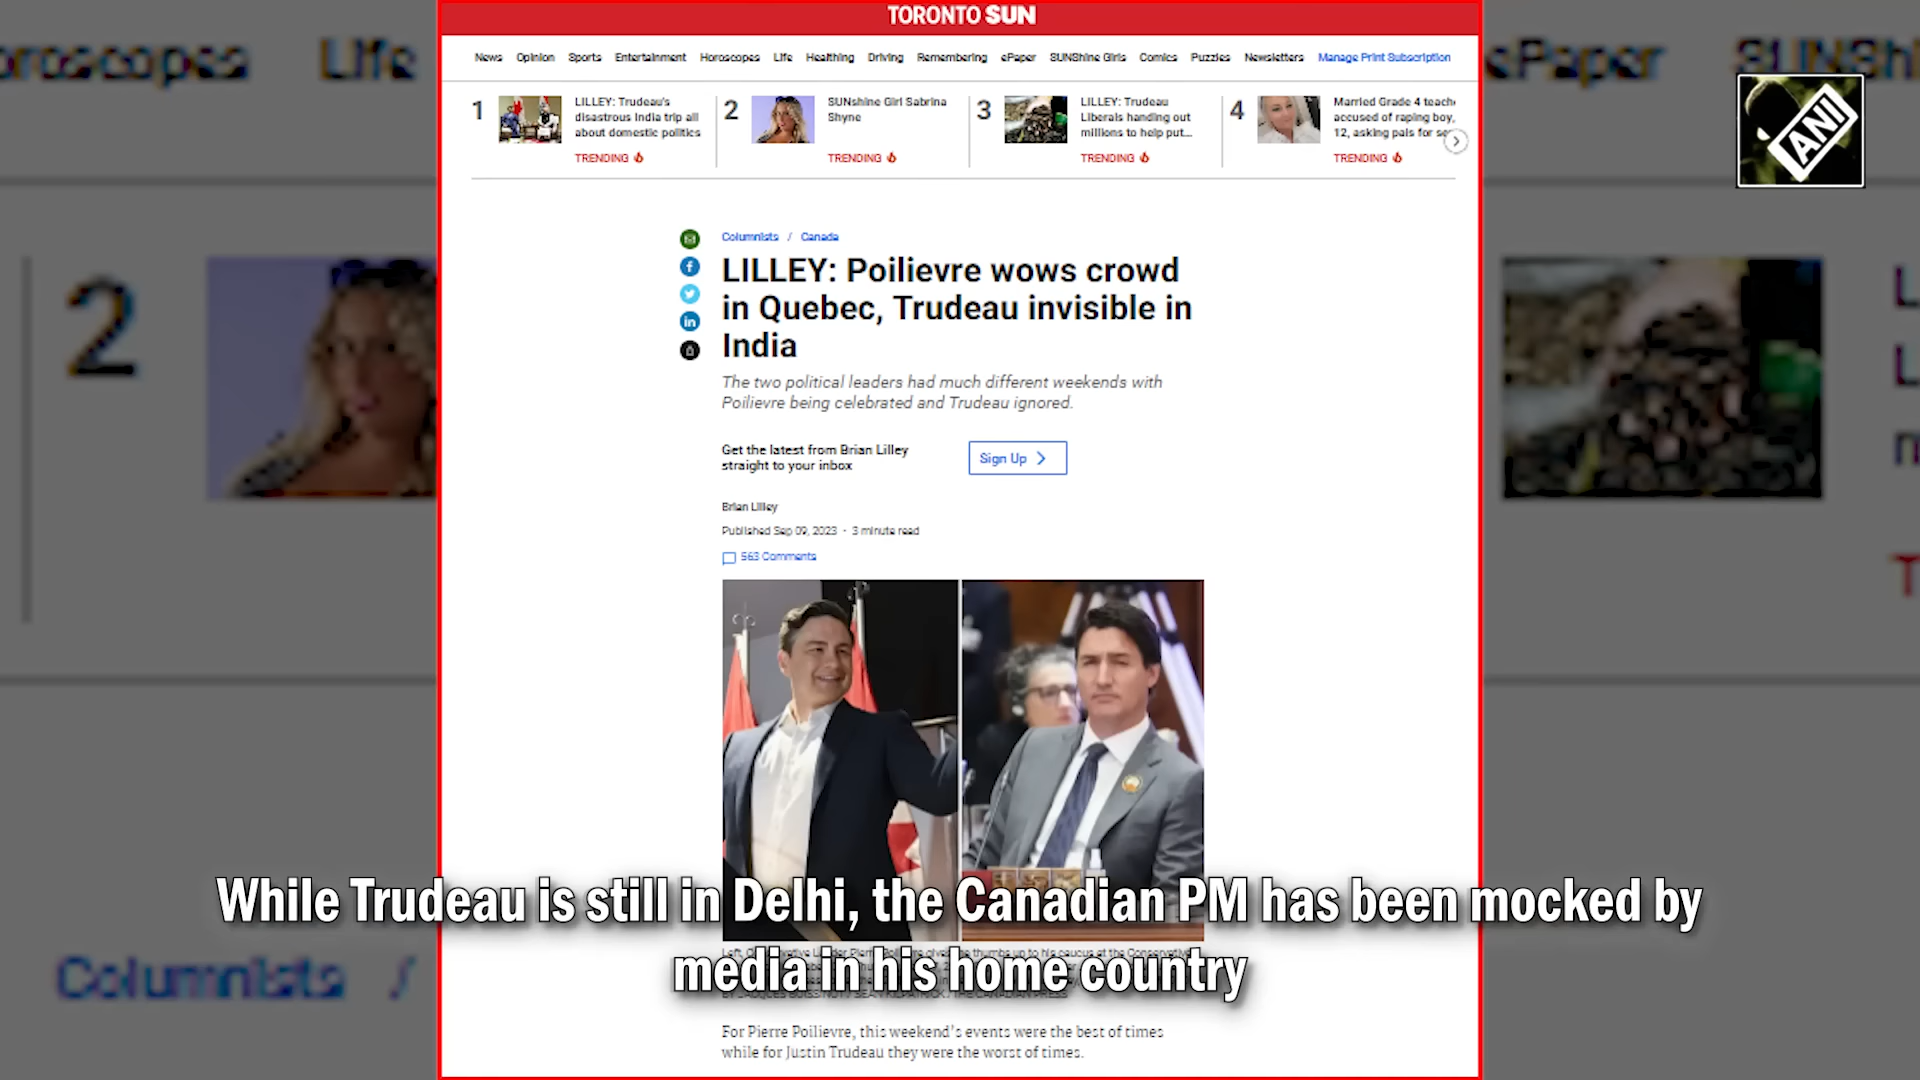 TORONTO SUN
News Opinion Sports Entertainment Horoscopes Life Healthing Driving Remembering ePaper SUNShine Girls Comics Puzzles Newsletters Manage Print Subscription
1
LILLEY: Trudeau's
disastrous India trip all
about domestic politics
TRENDING
2
SUNshine Girl Sabrina
Shyne
TRENDING
3
LILLEY: Trudeau
Liberals handing out
millions to help put...
TRENDING
4
Married Grade 4 teach
accused of raping boy,
12, asking pals for se
TRENDING
ANI
Columnists / Canada
LILLEY: Poilievre wows crowd
in Quebec, Trudeau invisible in
India
The two political leaders had much different weekends with
Poilievre being celebrated and Trudeau ignored.
Get the latest from Brian Lilley
straight to your inbox
Sign Up
Brian Lilley
Published Sep 09, 2023 · 3 minute read
563 Comments
While Trudeau is still in Delhi, the Canadian PM has been mocked by
media in his home country
For Pierre Poilievre, this weekend's events were the best of times
while for Justin Trudeau they were the worst of times.
oroscopes Life
ePaper SUNShi
2
Columnists /